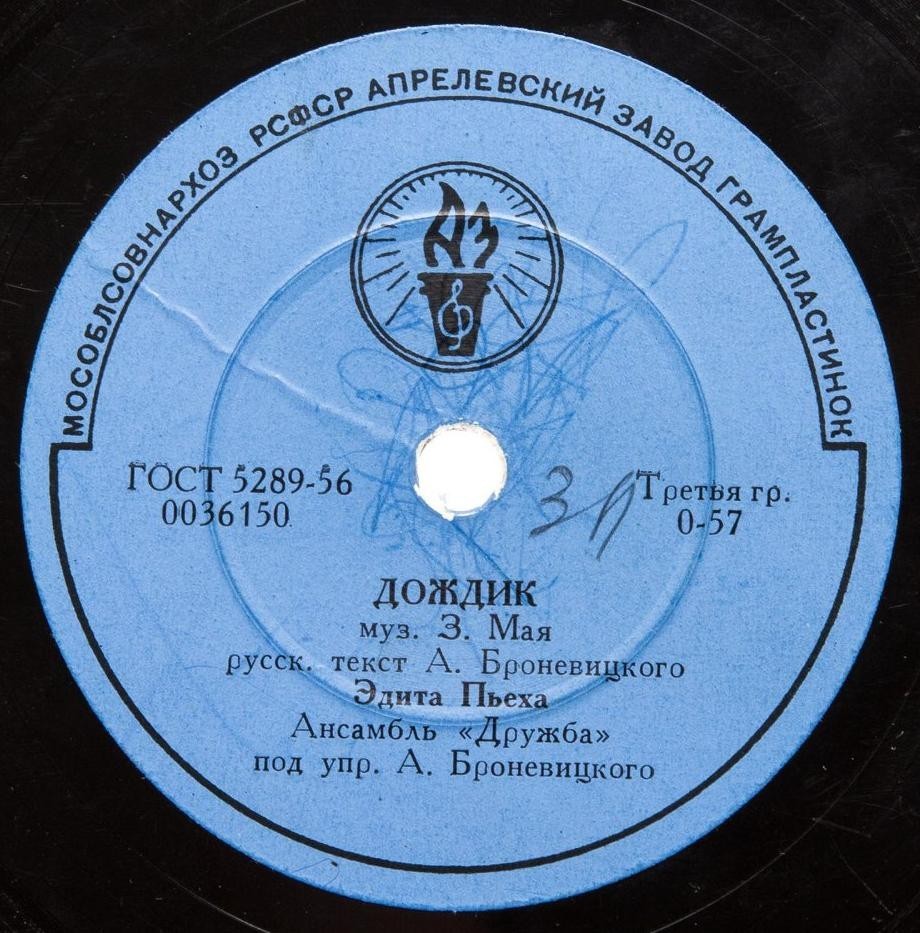 МОСОБЛСОВНАРХОЗ РСФСР АПРЕЛЕВСКИЙ ЗАВОД ГРАМПЛАСТИНОК
АЗ
ГОСТ 5289-56
0036150
Третья гр.
0-57
ДОЖДИК
муз. З. Мая
русск. текст А. Броневицкого
Эдита Пьеха
Ансамбль «Дружба»
под упр. А. Броневицкого